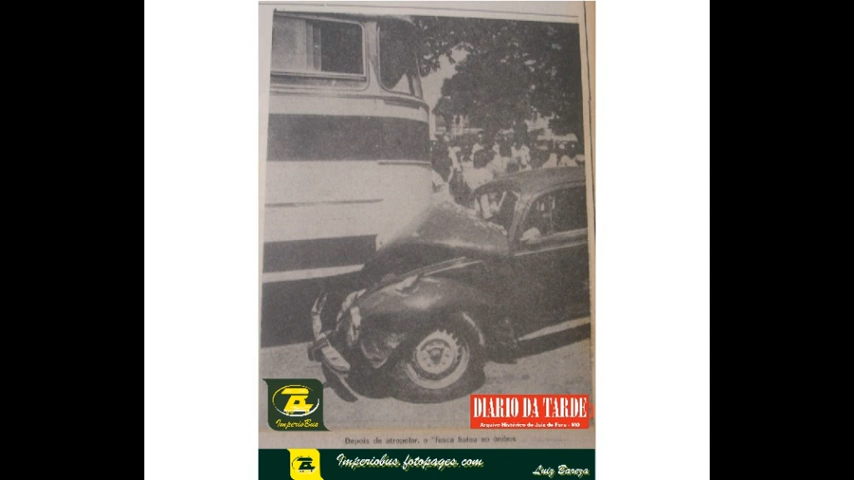 ImperioBus
DIARIO DA TARDE
Arquivo Histórico de Juiz de Fora - MG
Depois de atropelar, o "fusca bateu no ônibus
Imperiobus.fotopages.com
Luiz Bareza